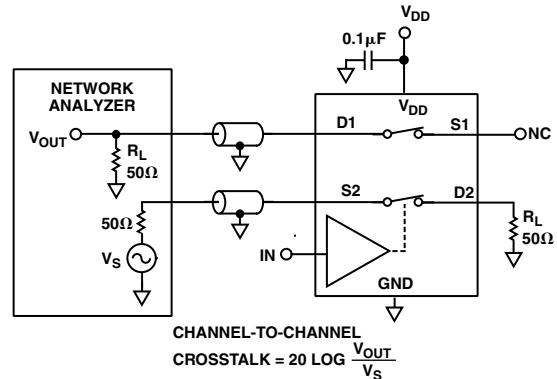 V_DD
0.1µF
NETWORK
ANALYZER
V_DD
V_OUT
D1
S1
NC
R_L
50Ω
S2
D2
50Ω
R_L
50Ω
V_S
IN
GND
CHANNEL-TO-CHANNEL
CROSSTALK = 20 LOG V_OUT/V_S